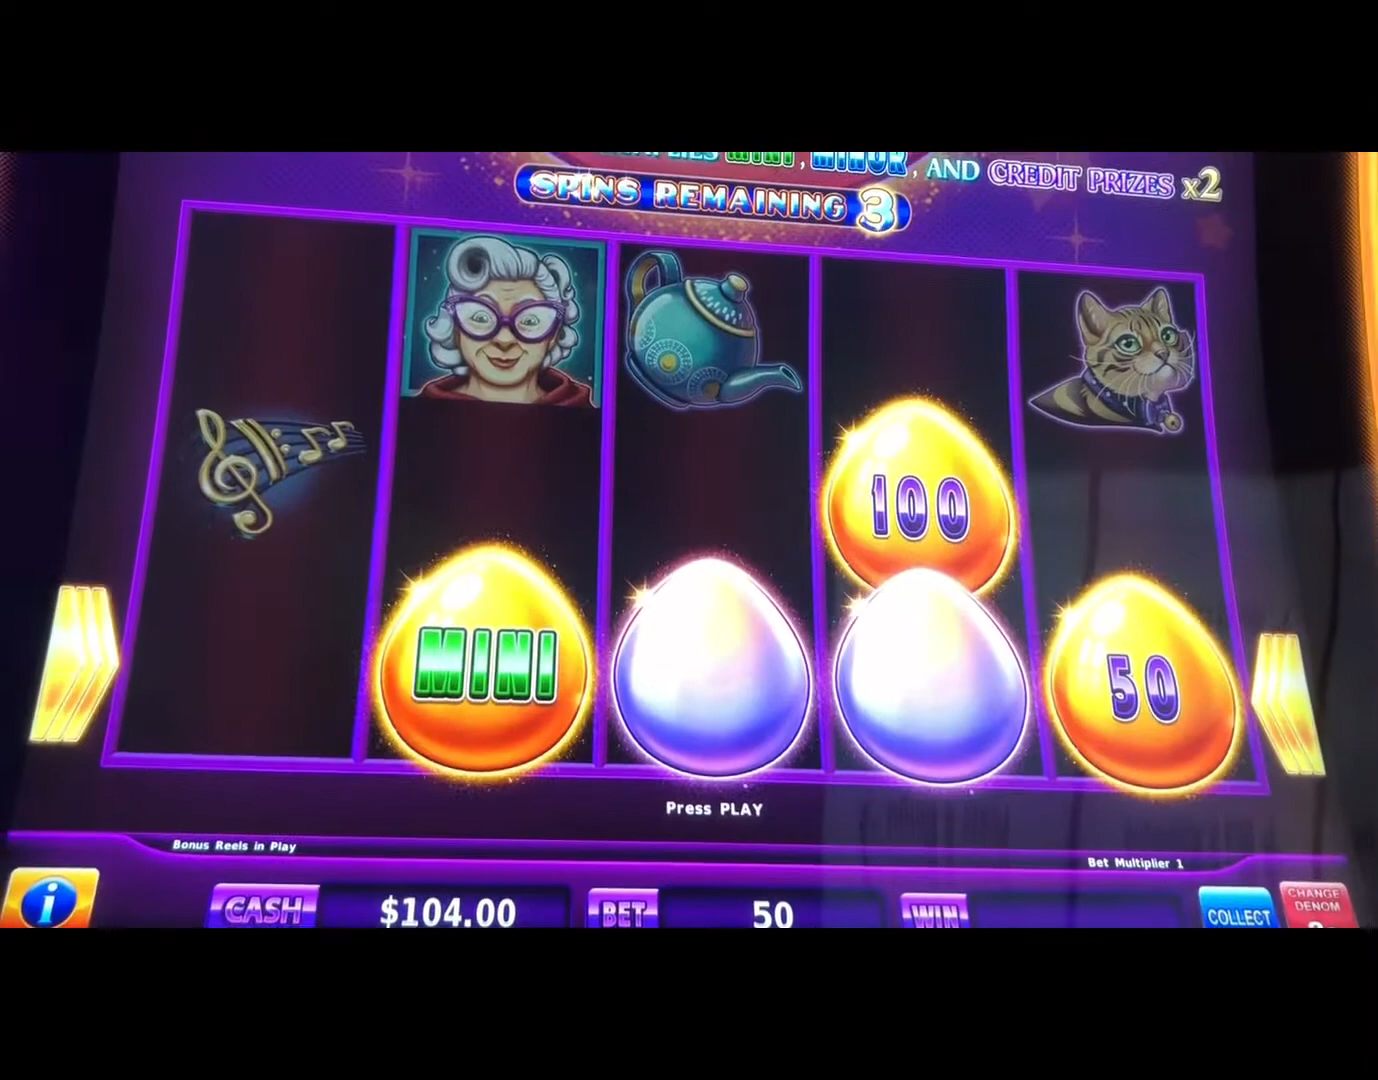 MINI, MINOR, AND CREDIT PRIZES x2
SPINS REMAINING 3
100
MINI
50
Press PLAY
Bonus Reels in Play
Bet Multiplier 1
CASH $104.00 BET 50 WIN
COLLECT
CHANGE
DENOM